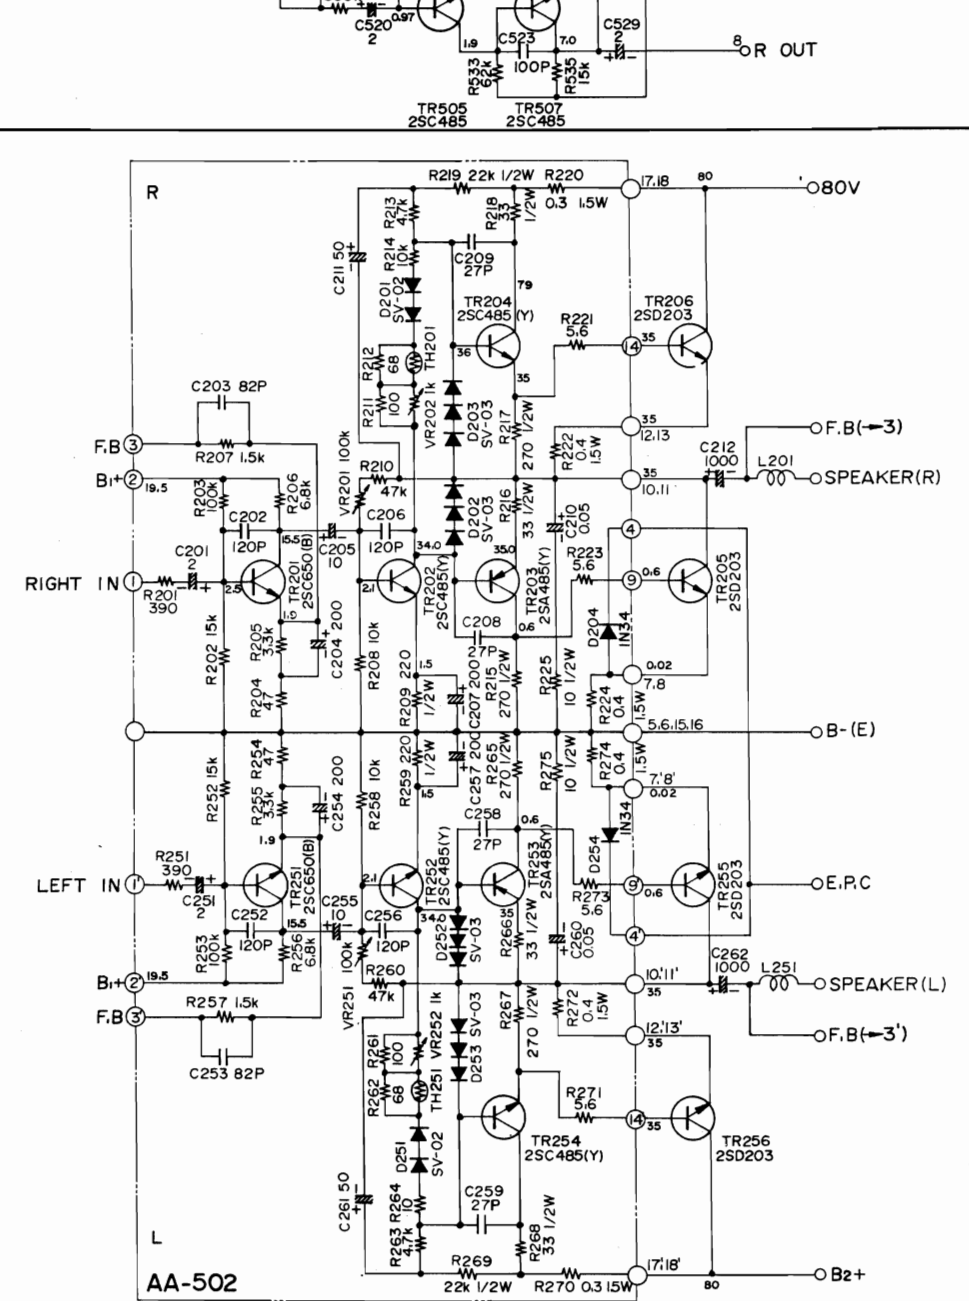 C520
2
0.97
1.9
C523
100P
7.0
C529
2
R533
62k
R535
15k
8
R OUT
TR505
2SC485
TR507
2SC485
R
R219 22k 1/2W
R220
0.3 1.5W
17.18
80
80V
R213
4.7k
R218
33
1/2W
C211 50
R214
10k
C209
27P
D201
SV-02
79
TR204
2SC485(Y)
TR206
2SD203
R221
5.6
14
35
36
35
R212
68
TH201
R211
100
VR202 1k
D203
SV-03
R217
270 1/2W
C203 82P
F.B
3
R207 1.5k
35
12.13
R222
0.4
1.5W
C212
1000
F.B(→3)
B1+
2
19.5
R203
100k
R206
6.8k
VR201 100k
R210
47k
35
10.11
L201
SPEAKER(R)
C202
120P
15.5
C205
10
C206
120P
34.0
D202
SV-03
R216
33 1/2W
C210
0.05
4
C201
2
RIGHT IN
1
R201
390
2.5
TR201
2SC650(B)
2.1
TR202
2SC485(Y)
35.0
TR203
2SA485(Y)
R223
5.6
9
0.6
TR205
2SD203
1.9
R202 15k
R205
3.3k
C204 200
R208 10k
C208
27P
0.6
D204
1N34
R204
47
1.5
R209 220
1/2W
C207 200
R215
270 1/2W
R225
10 1/2W
0.02
7.8
R224
0.4
1.5W
5.6.15.16
B-(E)
R252 15k
R254
47
R255
3.3k
C254 200
R258 10k
R259 220
1/2W
1.5
C257 200
R265
270 1/2W
R275
10 1/2W
R274
0.4
1.5W
7'.8'
0.02
1.9
C258
27P
0.6
D254
1N34
LEFT IN
1'
R251
390
C251
2
TR251
2SC650(B)
2.1
TR252
2SC485(Y)
TR253
2SA485(Y)
R273
5.6
9'
0.6
TR255
2SD203
E.P.C
C252
120P
15.5
C255
10
C256
120P
34.0
D252
SV-03
35
R266
33 1/2W
C260
0.05
4'
B1+
2'
19.5
R253
100k
R256
6.8k
VR251
100k
R260
47k
10.'11'
35
C262
1000
L251
SPEAKER(L)
F.B
3'
R257 1.5k
C253 82P
R261
100
VR252 1k
D253
SV-03
R267
270 1/2W
R272
0.4
1.5W
12.'13'
35
F.B(→3')
R262
68
TH251
R271
5.6
14'
35
D251
SV-02
TR254
2SC485(Y)
TR256
2SD203
C261 50
R264
10
C259
27P
R263
4.7k
R268
33 1/2W
L
AA-502
R269
22k 1/2W
R270 0.3 1.5W
17.'18'
80
B2+